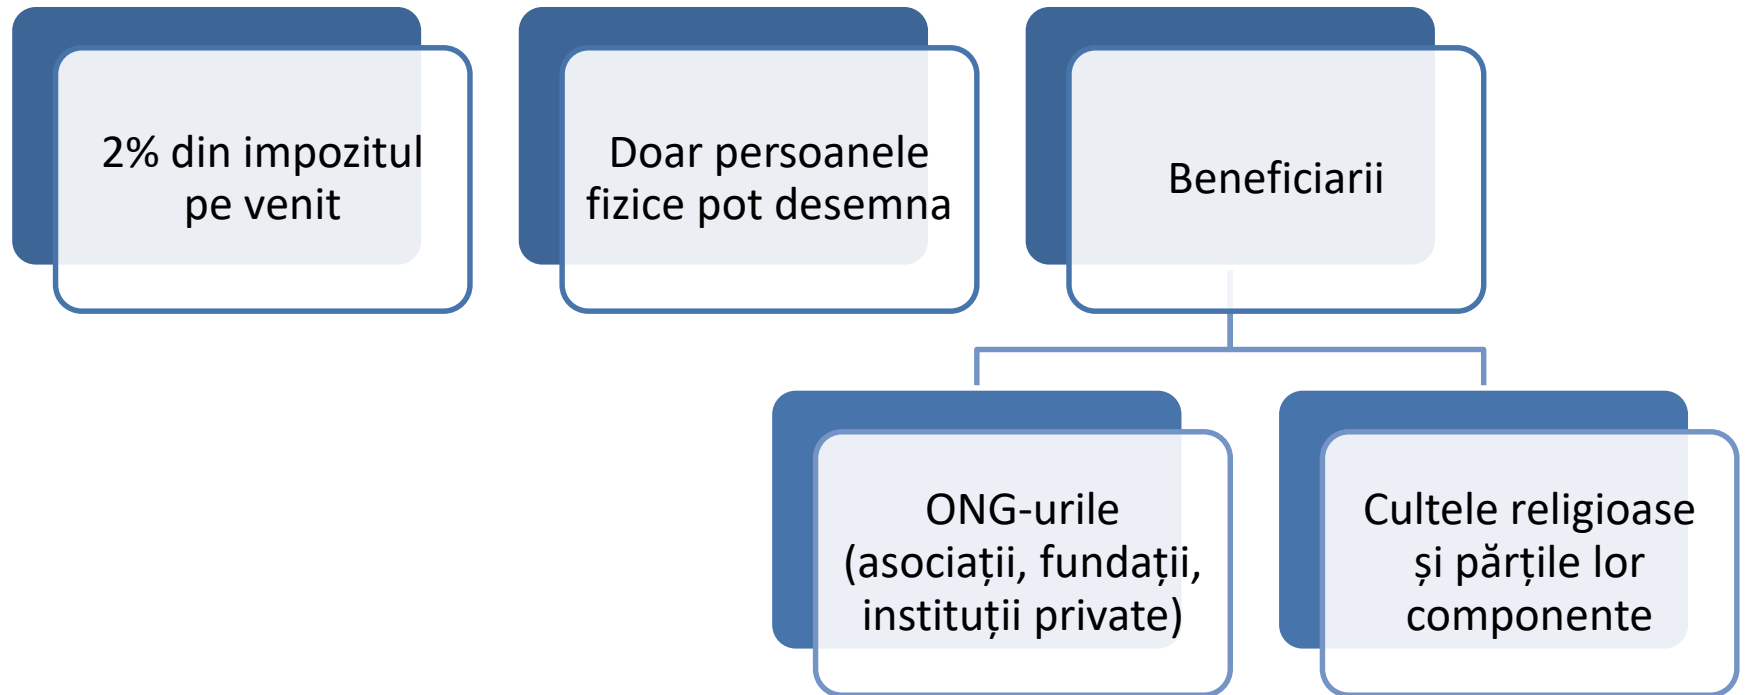 2% din impozitul
pe venit
Doar persoanele
fizice pot desemna
Beneficiarii
ONG-urile
(asociații, fundații,
instituții private)
Cultele religioase
și părțile lor
componente